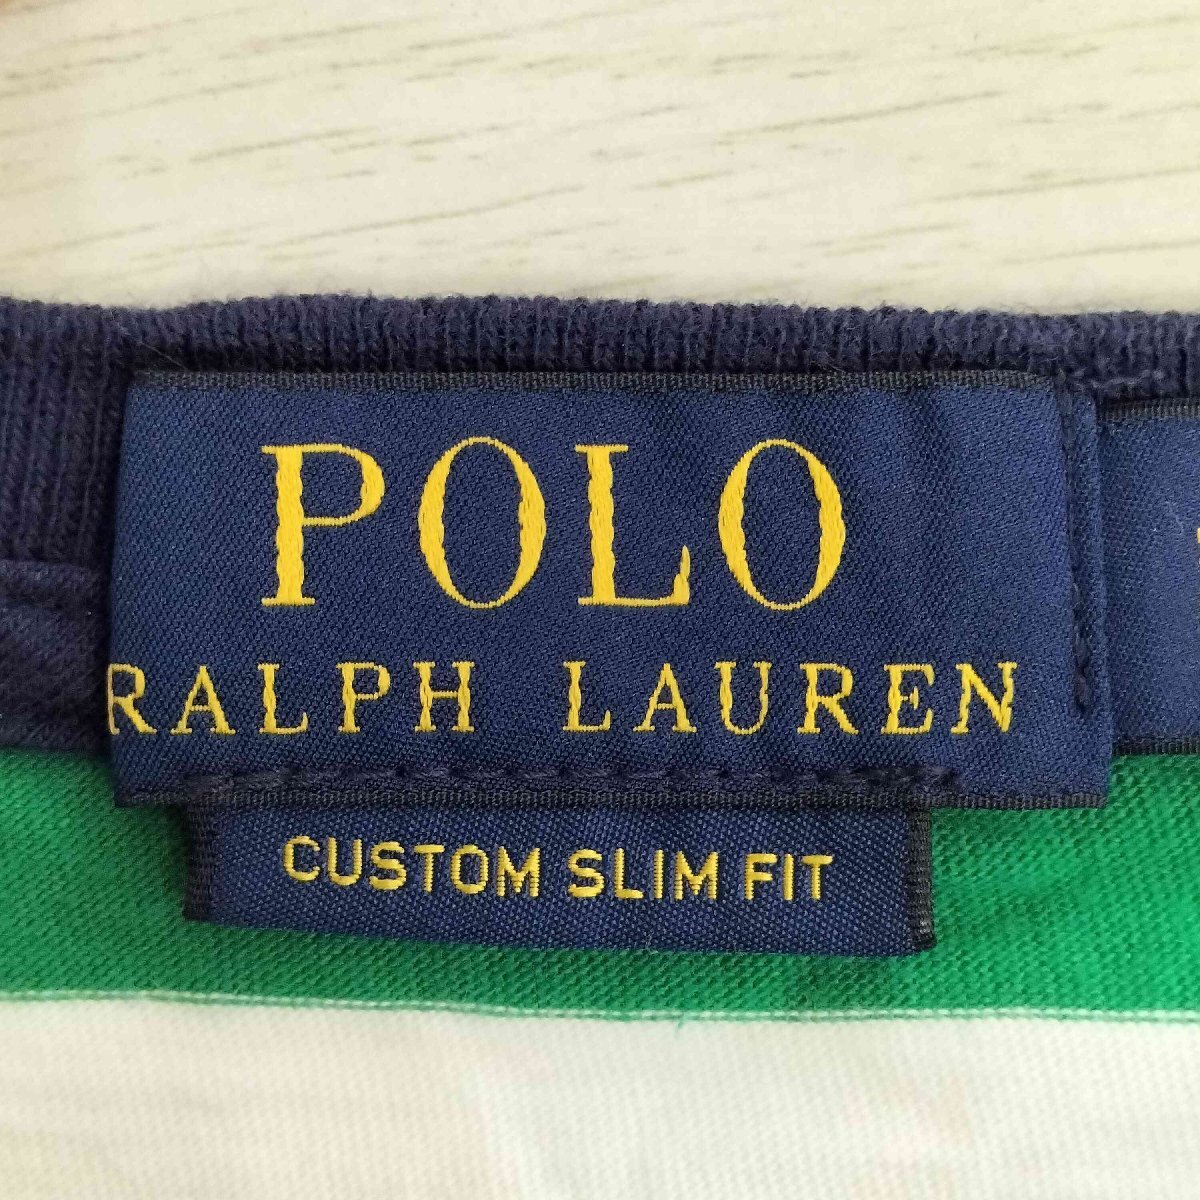 POLO
RALPH LAUREN
CUSTOM SLIM FIT